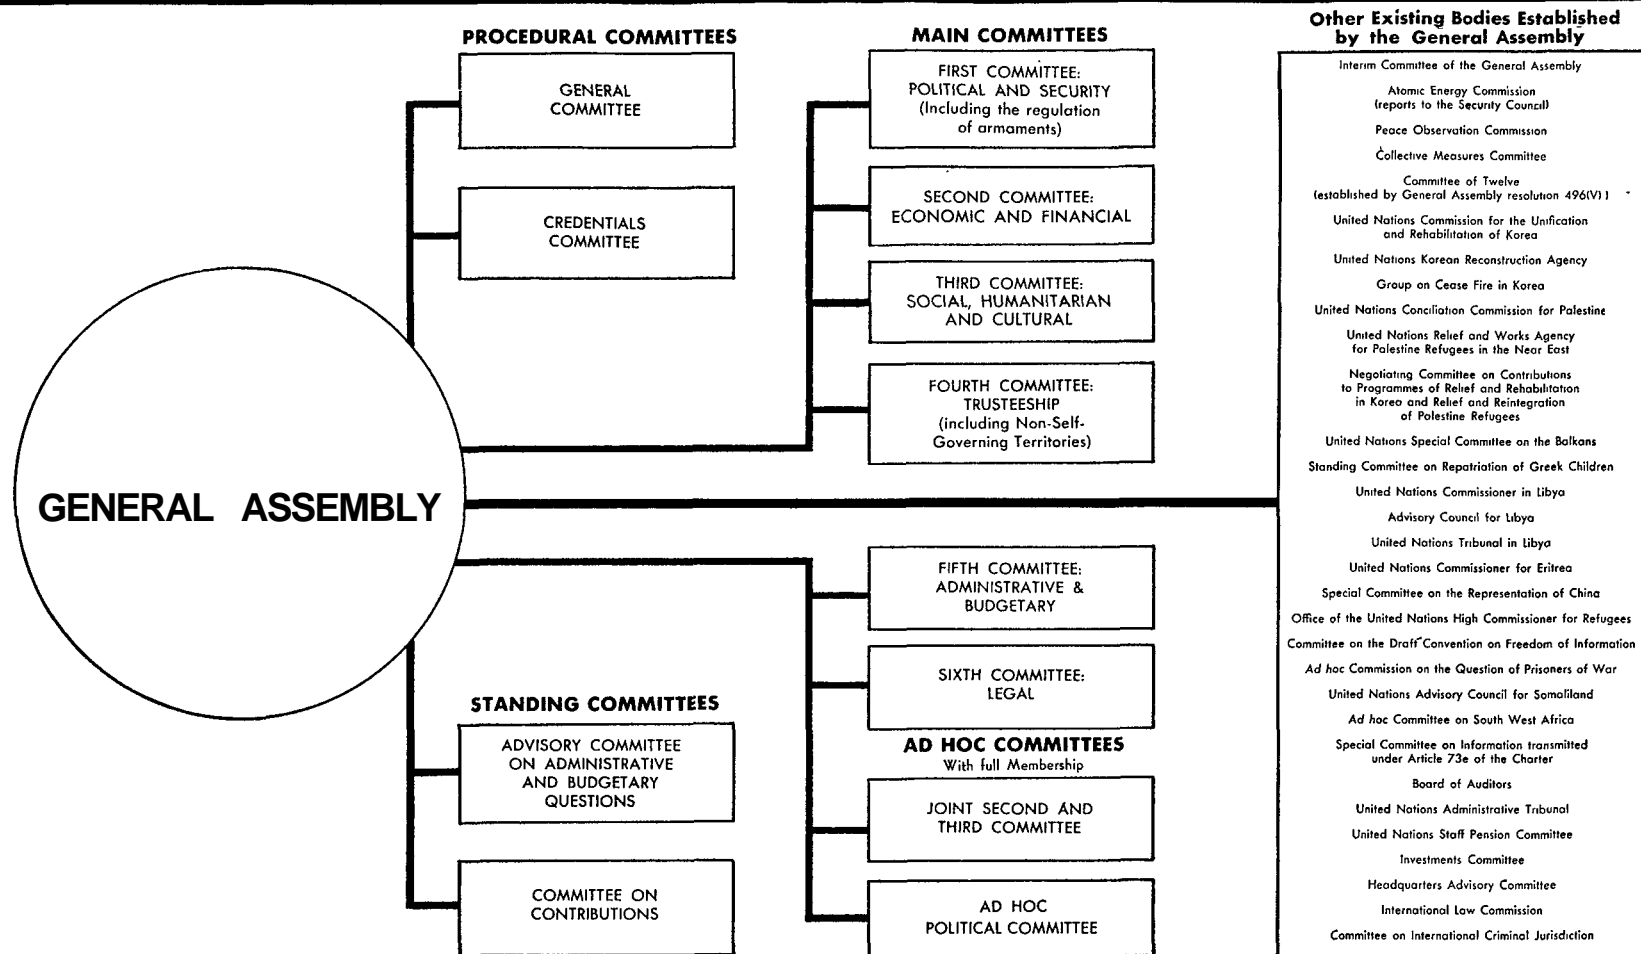 PROCEDURAL COMMITTEES
GENERAL
COMMITTEE
CREDENTIALS
COMMITTEE
GENERAL ASSEMBLY
STANDING COMMITTEES
ADVISORY COMMITTEE
ON ADMINISTRATIVE
AND BUDGETARY
QUESTIONS
COMMITTEE ON
CONTRIBUTIONS
MAIN COMMITTEES
FIRST COMMITTEE:
POLITICAL AND SECURITY
(Including the regulation
of armaments)
SECOND COMMITTEE:
ECONOMIC AND FINANCIAL
THIRD COMMITTEE:
SOCIAL, HUMANITARIAN
AND CULTURAL
FOURTH COMMITTEE:
TRUSTEESHIP
(including Non-Self-
Governing Territories)
FIFTH COMMITTEE:
ADMINISTRATIVE &
BUDGETARY
SIXTH COMMITTEE:
LEGAL
AD HOC COMMITTEES
With full Membership
JOINT SECOND AND
THIRD COMMITTEE
AD HOC
POLITICAL COMMITTEE
Other Existing Bodies Established
by the General Assembly
Interim Committee of the General Assembly
Atomic Energy Commission
(reports to the Security Council)
Peace Observation Commission
Collective Measures Committee
Committee of Twelve
(established by General Assembly resolution 496(V))
United Nations Commission for the Unification
and Rehabilitation of Korea
United Nations Korean Reconstruction Agency
Group on Cease Fire in Korea
United Nations Conciliation Commission for Palestine
United Nations Relief and Works Agency
for Palestine Refugees in the Near East
Negotiating Committee on Contributions
to Programmes of Relief and Rehabilitation
in Korea and Relief and Reintegration
of Palestine Refugees
United Nations Special Committee on the Balkans
Standing Committee on Repatriation of Greek Children
United Nations Commissioner in Libya
Advisory Council for Libya
United Nations Tribunal in Libya
United Nations Commissioner for Eritrea
Special Committee on the Representation of China
Office of the United Nations High Commissioner for Refugees
Committee on the Draft Convention on Freedom of Information
Ad hoc Commission on the Question of Prisoners of War
United Nations Advisory Council for Somaliland
Ad hoc Committee on South West Africa
Special Committee on Information transmitted
under Article 73e of the Charter
Board of Auditors
United Nations Administrative Tribunal
United Nations Staff Pension Committee
Investments Committee
Headquarters Advisory Committee
International Law Commission
Committee on International Criminal Jurisdiction